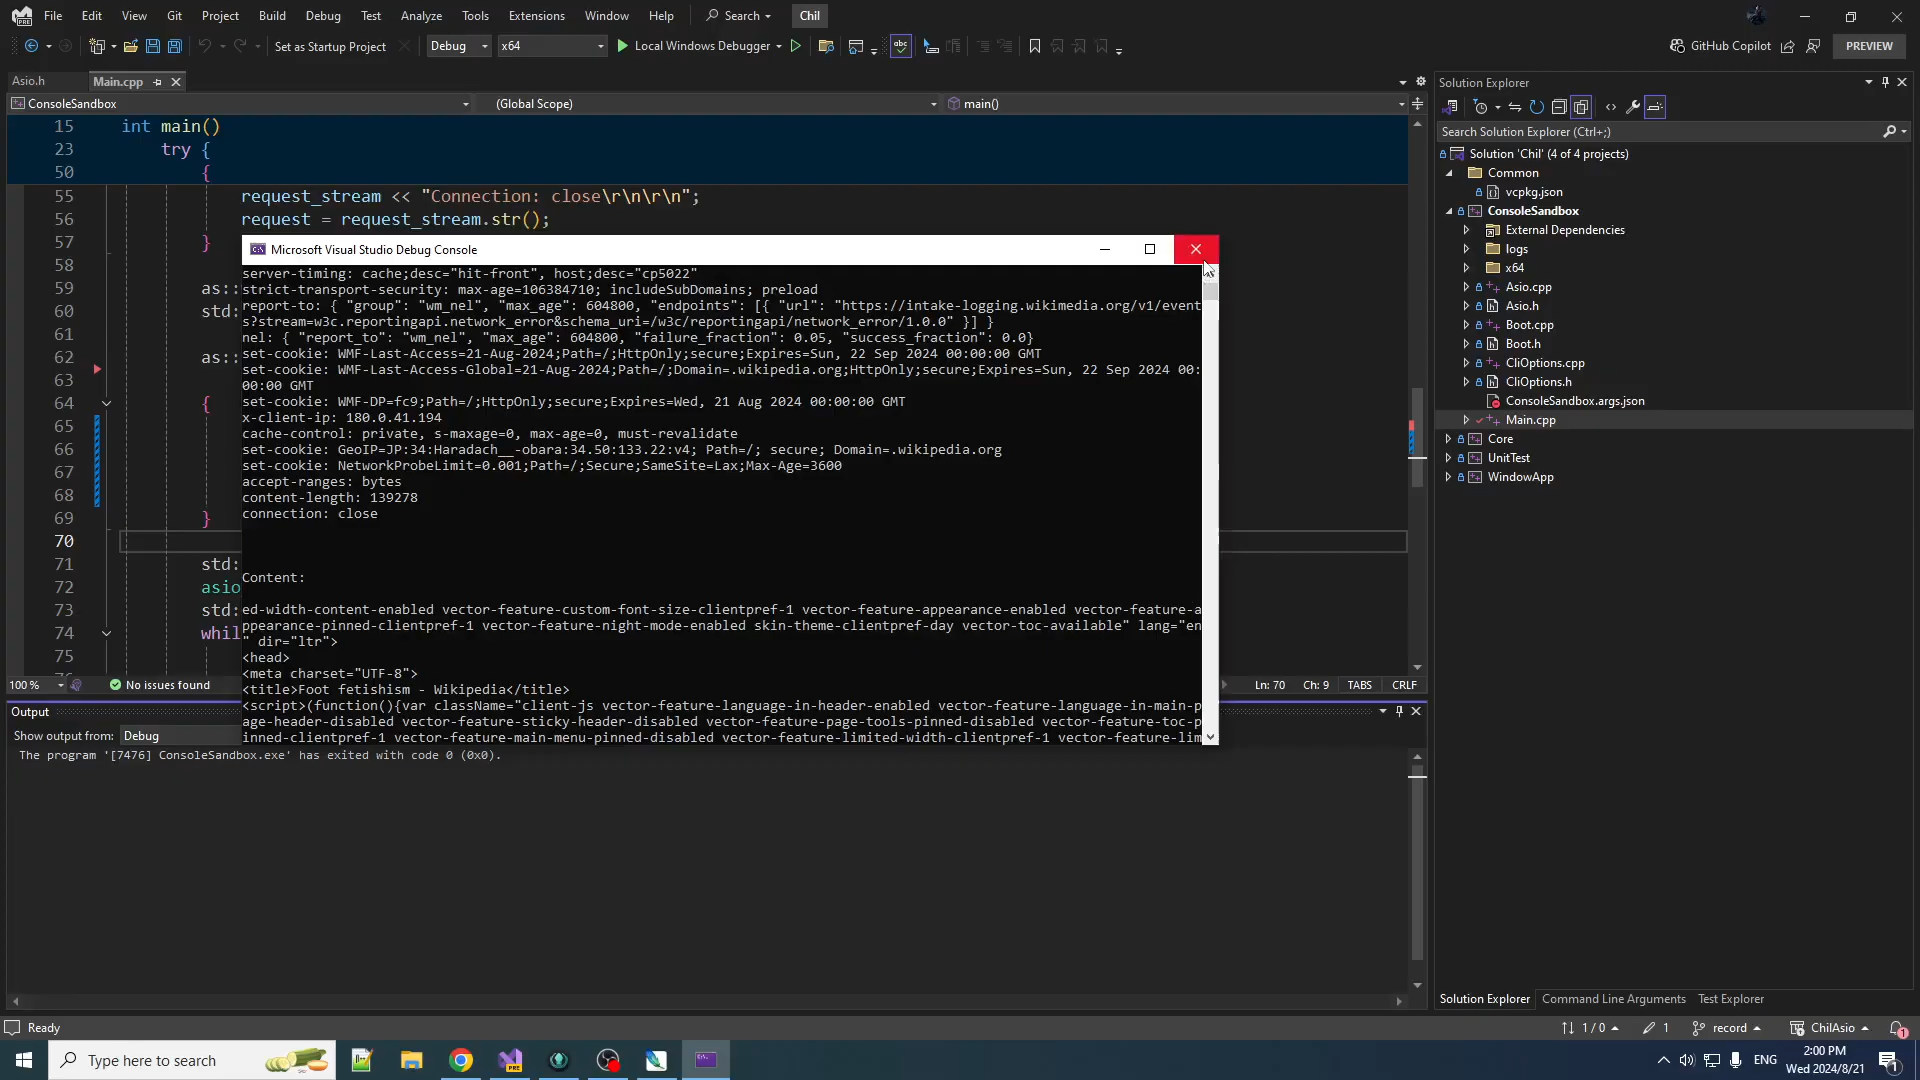 File Edit View Git Project Build Debug Test Analyze Tools Extensions Window Help Search Chil
Set as Startup Project Debug x64 Local Windows Debugger GitHub Copilot PREVIEW
Asio.h Main.cpp
ConsoleSandbox (Global Scope) main()
15 int main()
23 try {
50 {
55 request_stream << "Connection: close\r\n\r\n";
56 request = request_stream.str();
57 }
58
59 as::
60 std:
61
62 as::
63
64 {
65
66
67
68
69 }
70
71 std:
72 asio
73 std:
74 whil
75
Microsoft Visual Studio Debug Console
server-timing: cache;desc="hit-front", host;desc="cp5022"
strict-transport-security: max-age=106384710; includeSubDomains; preload
report-to: { "group": "wm_nel", "max_age": 604800, "endpoints": [{ "url": "https://intake-logging.wikimedia.org/v1/event
s?stream=w3c.reportingapi.network_error&schema_uri=/w3c/reportingapi/network_error/1.0.0" }] }
nel: { "report_to": "wm_nel", "max_age": 604800, "failure_fraction": 0.05, "success_fraction": 0.0}
set-cookie: WMF-Last-Access=21-Aug-2024;Path=/;HttpOnly;secure;Expires=Sun, 22 Sep 2024 00:00:00 GMT
set-cookie: WMF-Last-Access-Global=21-Aug-2024;Path=/;Domain=.wikipedia.org;HttpOnly;secure;Expires=Sun, 22 Sep 2024 00:
00:00 GMT
set-cookie: WMF-DP=fc9;Path=/;HttpOnly;secure;Expires=Wed, 21 Aug 2024 00:00:00 GMT
x-client-ip: 180.0.41.194
cache-control: private, s-maxage=0, max-age=0, must-revalidate
set-cookie: GeoIP=JP:34:Haradach__-obara:34.50:133.22:v4; Path=/; secure; Domain=.wikipedia.org
set-cookie: NetworkProbeLimit=0.001;Path=/;Secure;SameSite=Lax;Max-Age=3600
accept-ranges: bytes
content-length: 139278
connection: close
Content:
ed-width-content-enabled vector-feature-custom-font-size-clientpref-1 vector-feature-appearance-enabled vector-feature-a
ppearance-pinned-clientpref-1 vector-feature-night-mode-enabled skin-theme-clientpref-day vector-toc-available" lang="en
" dir="ltr">
<head>
<meta charset="UTF-8">
<title>Foot fetishism - Wikipedia</title>
<script>(function(){var className="client-js vector-feature-language-in-header-enabled vector-feature-language-in-main-p
age-header-disabled vector-feature-sticky-header-disabled vector-feature-page-tools-pinned-disabled vector-feature-toc-p
inned-clientpref-1 vector-feature-main-menu-pinned-disabled vector-feature-limited-width-clientpref-1 vector-feature-lim
100 % No issues found Ln: 70 Ch: 9 TABS CRLF
Output
Show output from: Debug
The program '[7476] ConsoleSandbox.exe' has exited with code 0 (0x0).
Solution Explorer
Search Solution Explorer (Ctrl+;)
Solution 'Chil' (4 of 4 projects)
Common
vcpkg.json
ConsoleSandbox
External Dependencies
logs
x64
Asio.cpp
Asio.h
Boot.cpp
Boot.h
CliOptions.cpp
CliOptions.h
ConsoleSandbox.args.json
Main.cpp
Core
UnitTest
WindowApp
Solution Explorer Command Line Arguments Test Explorer
Ready 1 / 0 1 record ChilAsio 1
Type here to search ENG 2:00 PM
Wed 2024/8/21 1